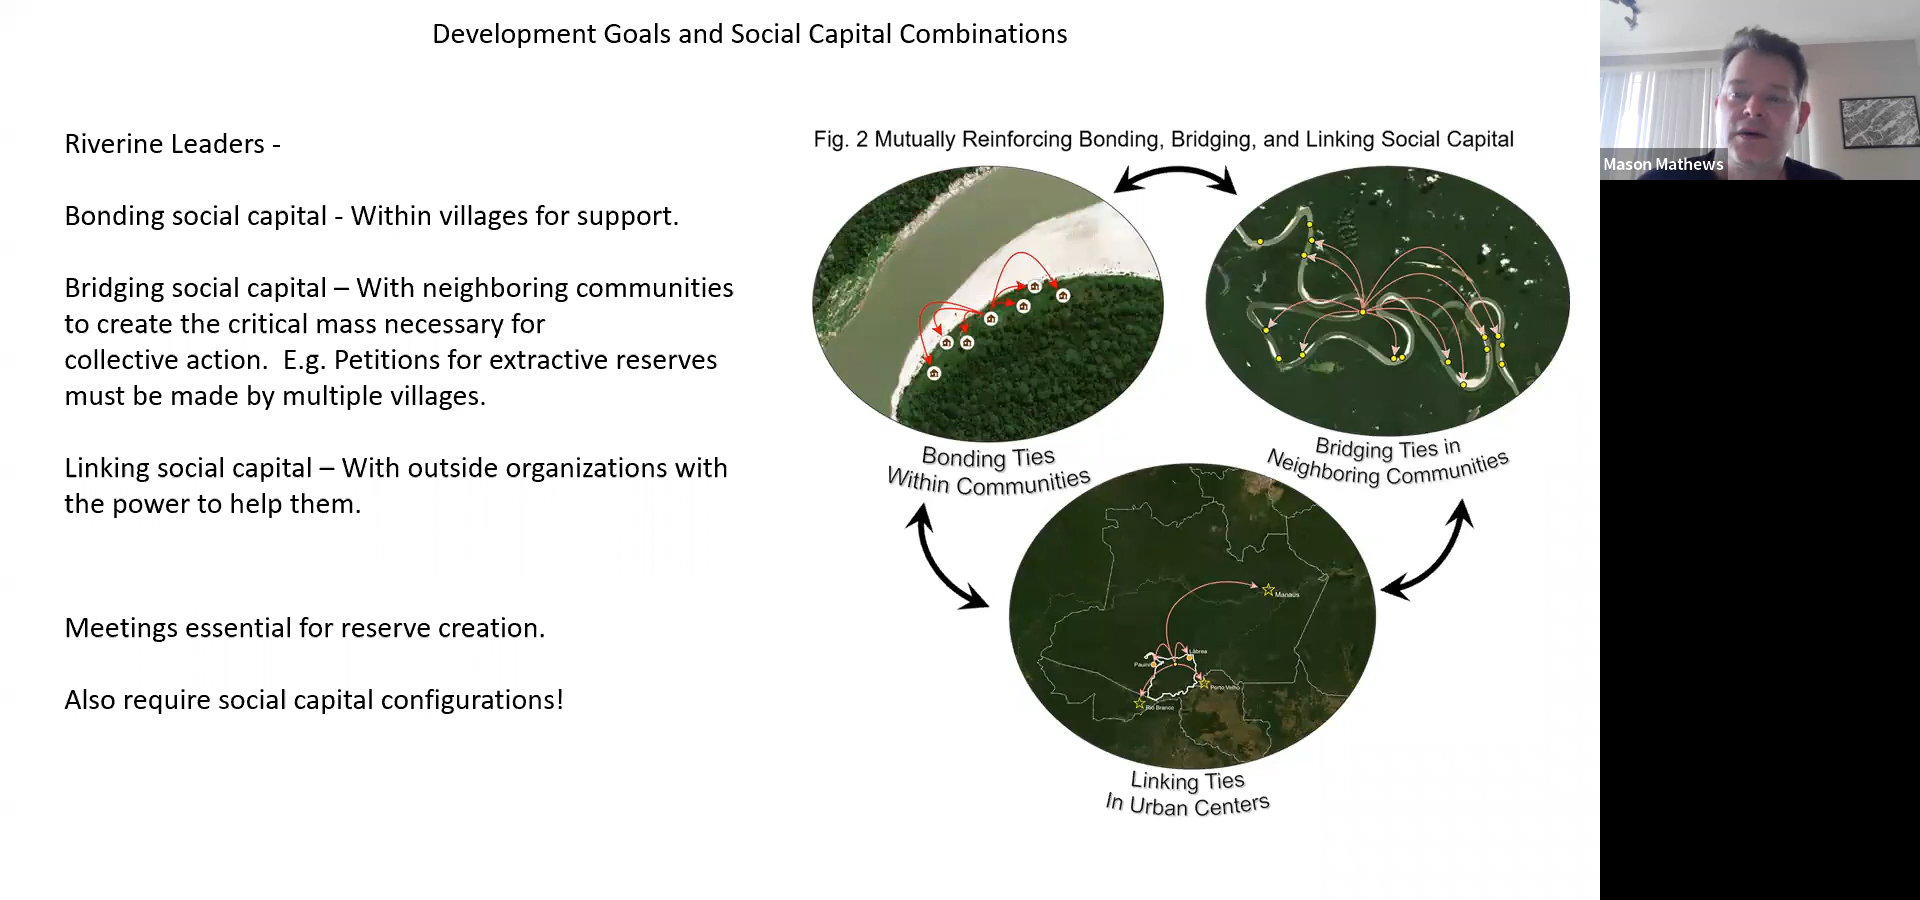 Development Goals and Social Capital Combinations
Riverine Leaders -
Bonding social capital - Within villages for support.
Bridging social capital – With neighboring communities
to create the critical mass necessary for
collective action.  E.g. Petitions for extractive reserves
must be made by multiple villages.
Linking social capital – With outside organizations with
the power to help them.
Meetings essential for reserve creation.
Also require social capital configurations!
Fig. 2 Mutually Reinforcing Bonding, Bridging, and Linking Social Capital
Bonding Ties
Within Communities
Bridging Ties in
Neighboring Communities
Manaus
Lábrea
Pauini
Porto Velho
Rio Branco
Linking Ties
In Urban Centers
Mason Mathews